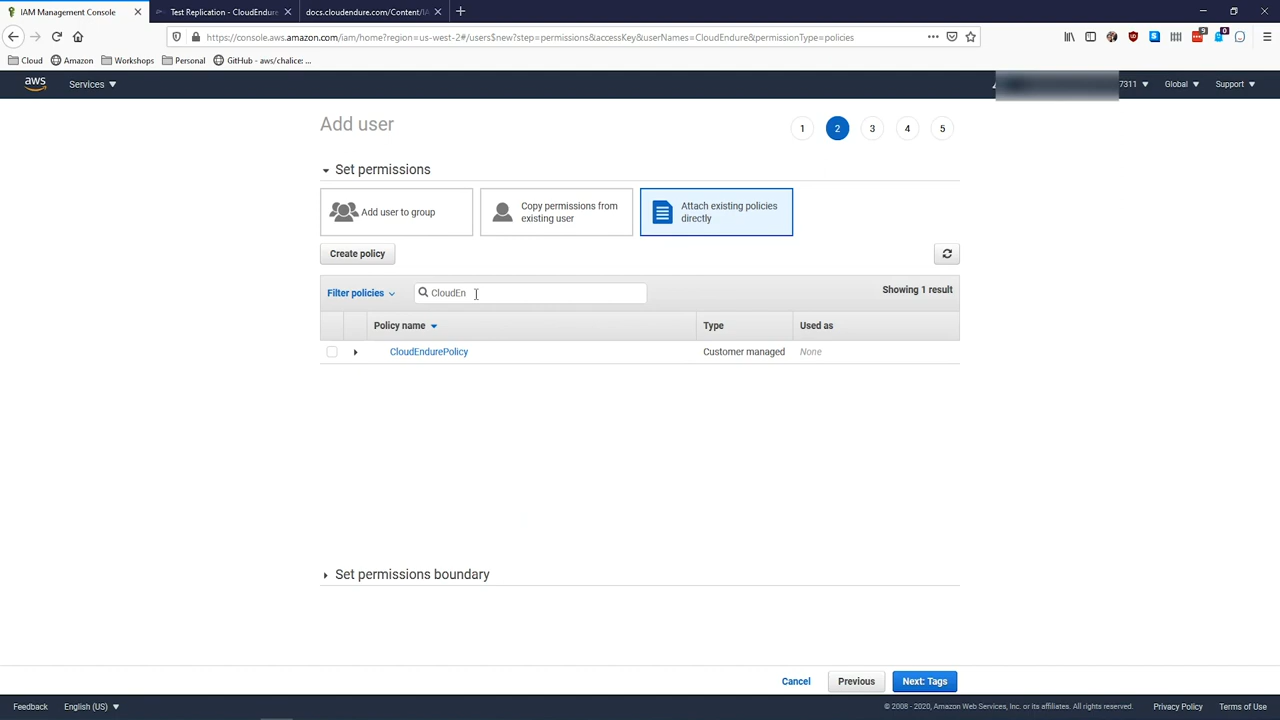 IAM Management Console
Test Replication - CloudEndure
docs.cloudendure.com/Content/IA
https://console.aws.amazon.com/iam/home?region=us-west-2#/users$new?step=permissions&accessKey&userNames=CloudEndure&permissionType=policies
Cloud
Amazon
Workshops
Personal
GitHub - aws/chalice: ...
aws
Services
7311
Global
Support
Add user
1
2
3
4
5
Set permissions
Add user to group
Copy permissions from
existing user
Attach existing policies
directly
Create policy
Filter policies
CloudEn
Showing 1 result
Policy name
Type
Used as
CloudEndurePolicy
Customer managed
None
Set permissions boundary
Cancel
Previous
Next: Tags
Feedback
English (US)
© 2008 - 2020, Amazon Web Services, Inc. or its affiliates. All rights reserved.
Privacy Policy
Terms of Use